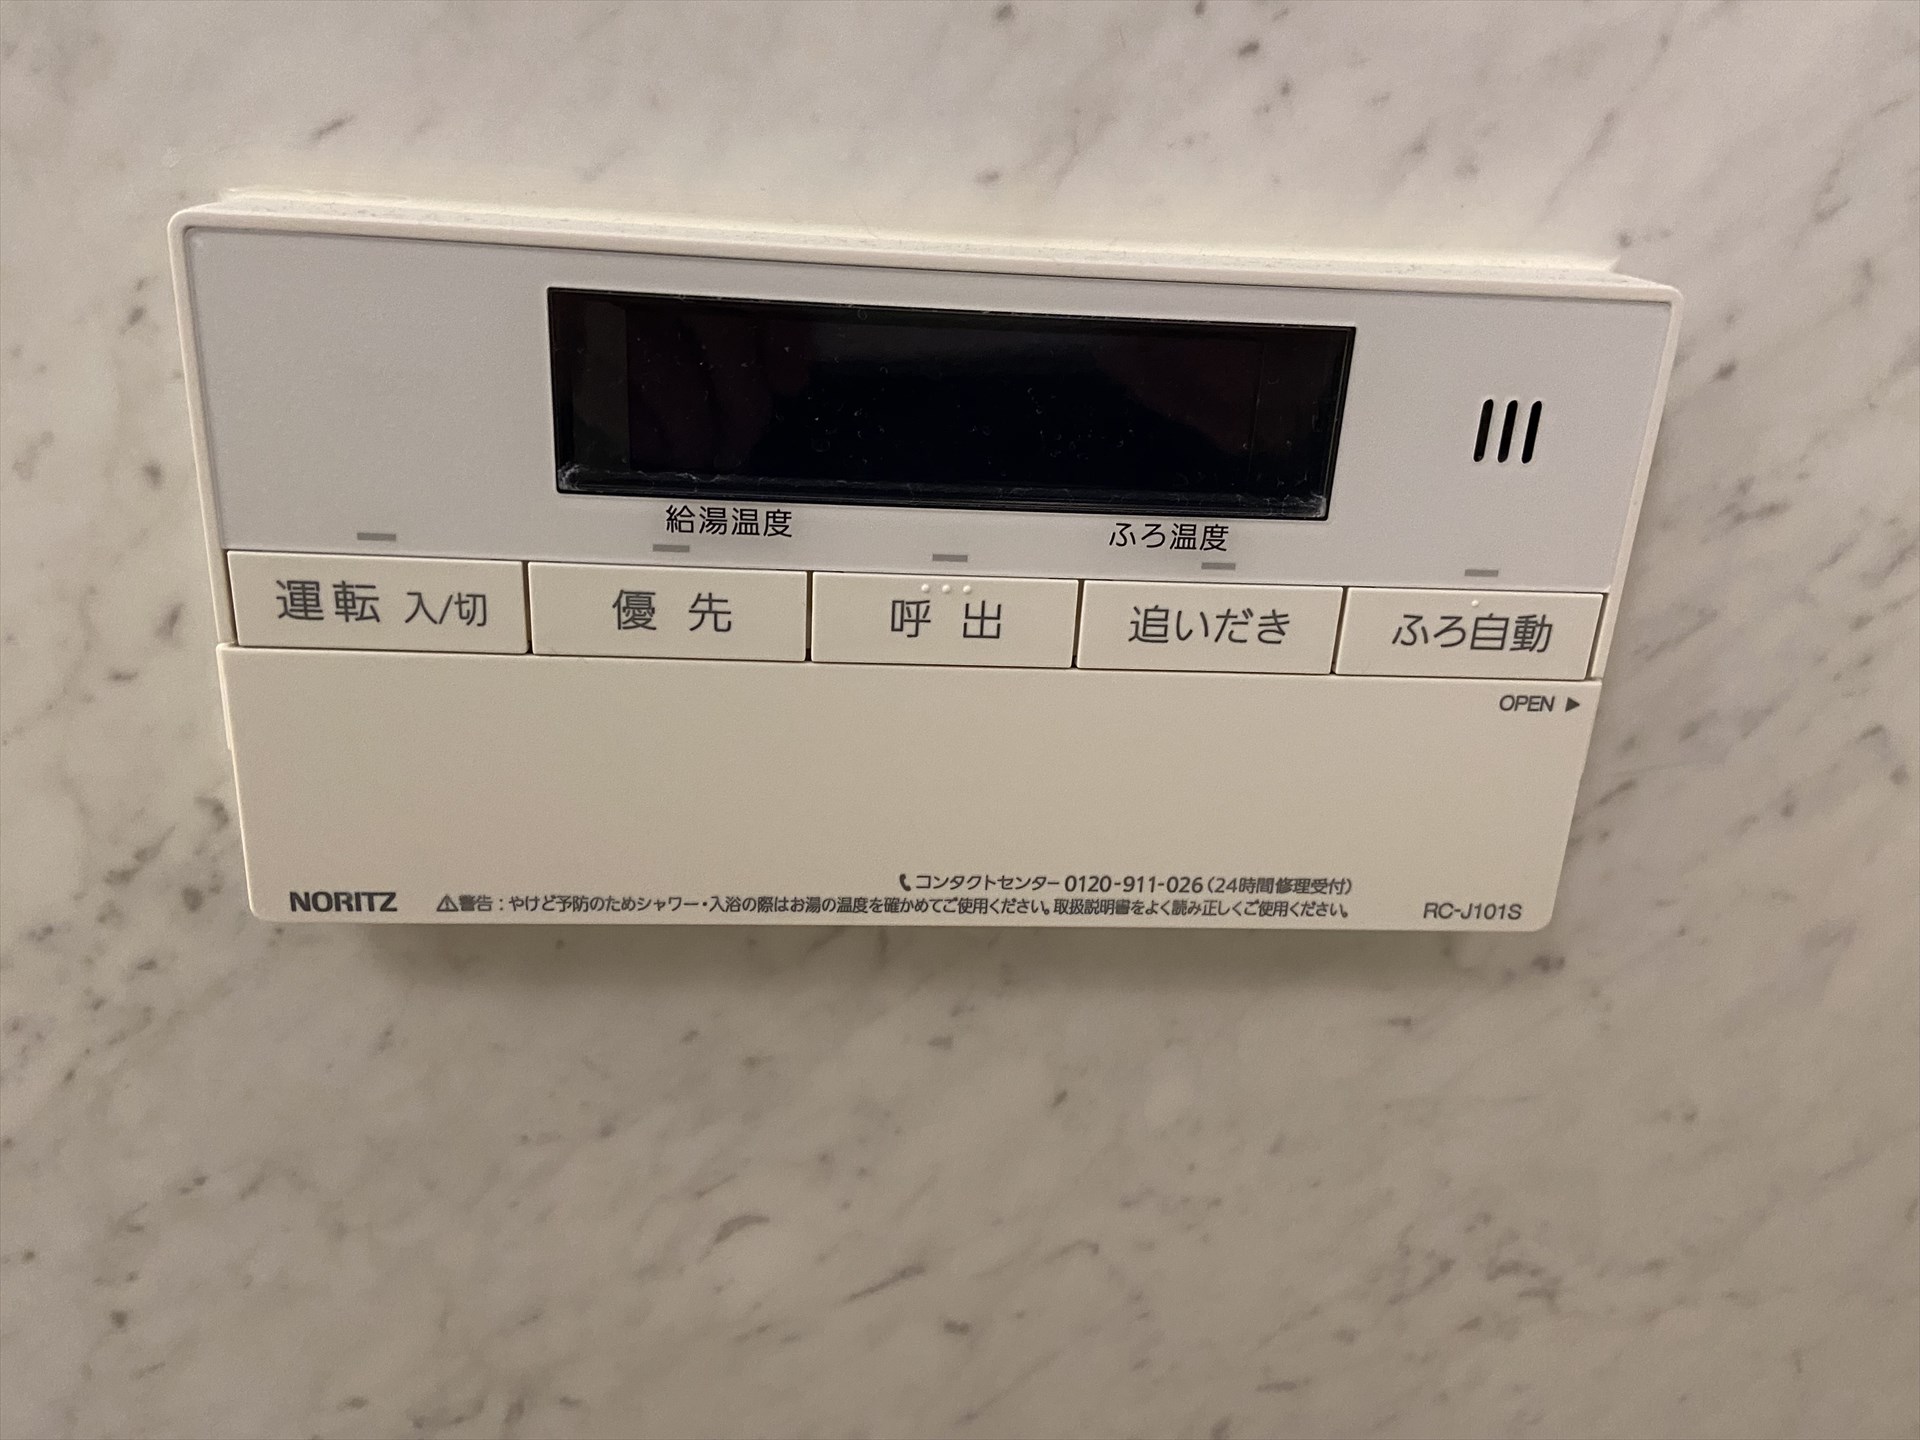 給湯温度 ふろ温度
運転 入/切 優先 呼出 追いだき ふろ自動
OPEN ▶
コンタクトセンター 0120-911-026(24時間修理受付)
NORITZ ⚠警告:やけど予防のためシャワー・入浴の際はお湯の温度を確かめてご使用ください。取扱説明書をよく読み正しくご使用ください。 RC-J101S